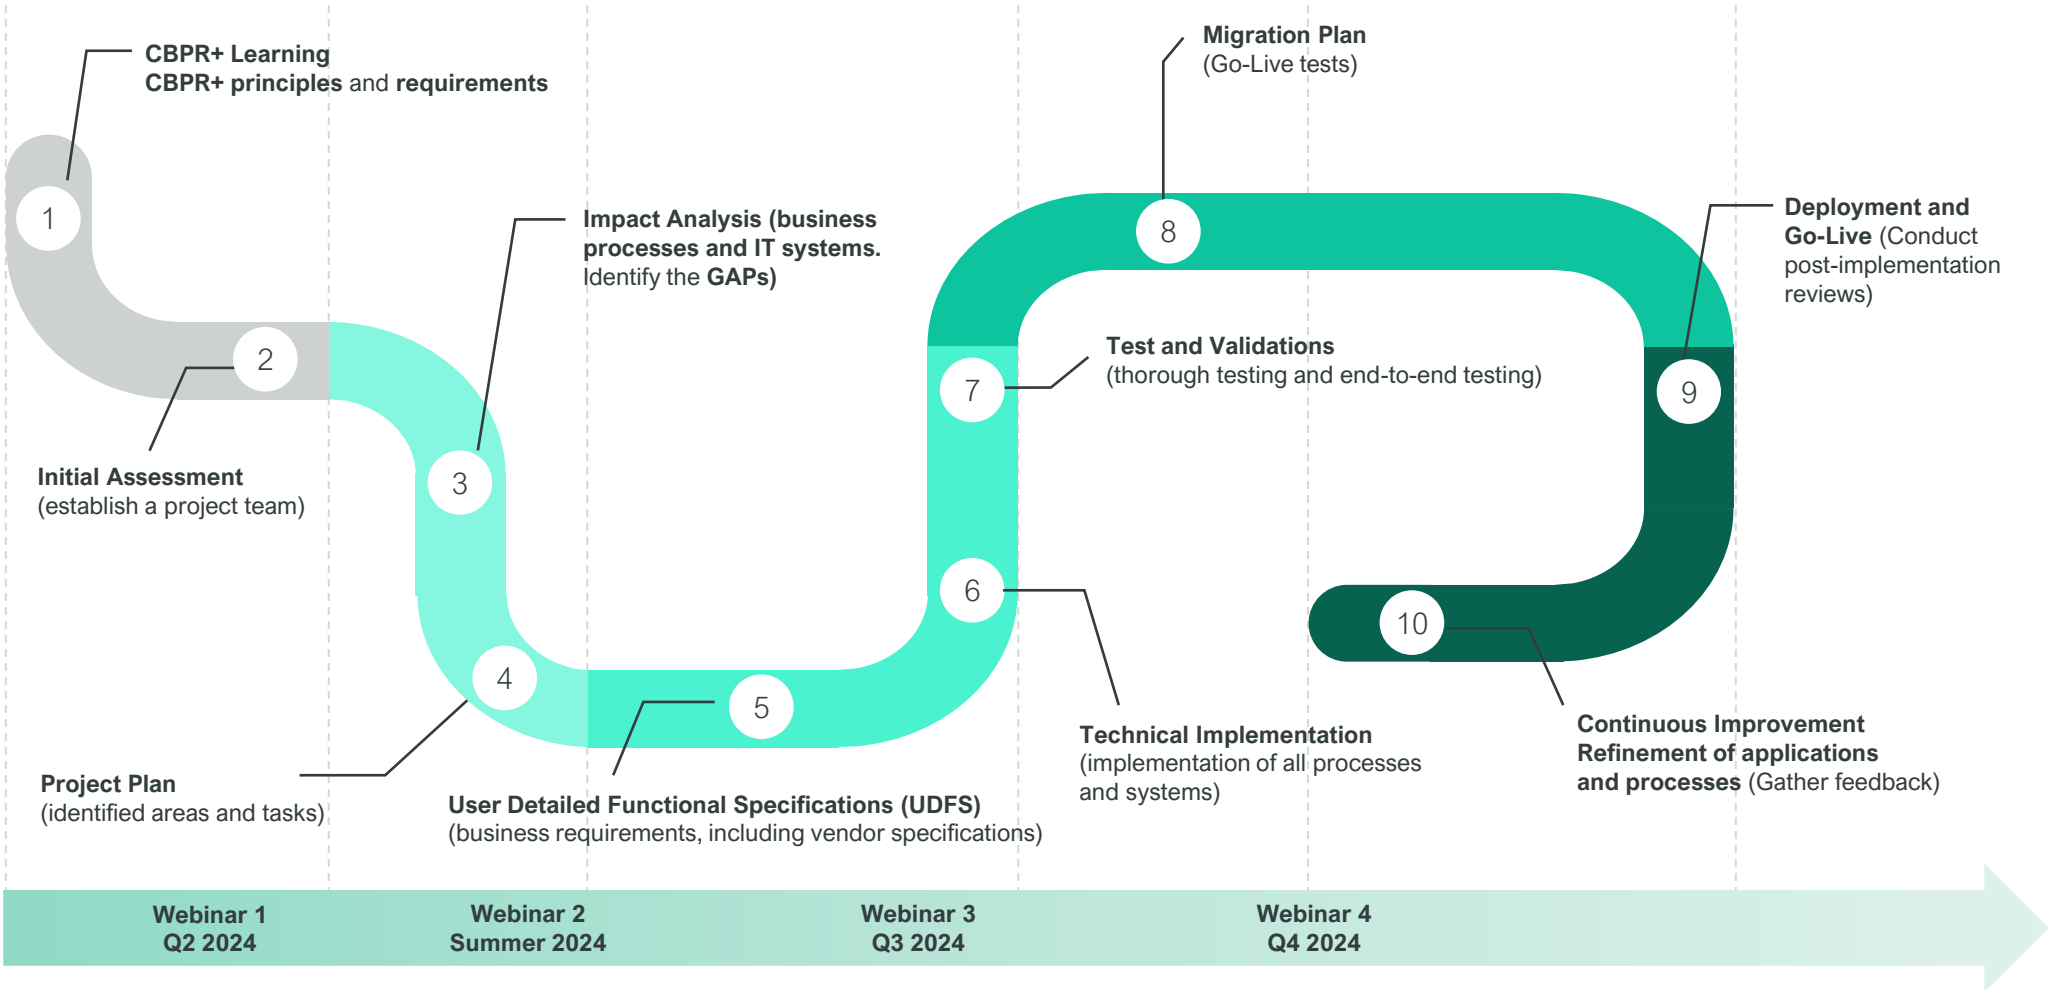 CBPR+ Learning
CBPR+ principles and requirements
1
2
Initial Assessment
(establish a project team)
Impact Analysis (business
processes and IT systems.
Identify the GAPs)
3
4
Project Plan
(identified areas and tasks)
5
User Detailed Functional Specifications (UDFS)
(business requirements, including vendor specifications)
6
Technical Implementation
(implementation of all processes
and systems)
7
Test and Validations
(thorough testing and end-to-end testing)
Migration Plan
(Go-Live tests)
8
Deployment and
Go-Live (Conduct
post-implementation
reviews)
9
10
Continuous Improvement
Refinement of applications
and processes (Gather feedback)
Webinar 1
Q2 2024
Webinar 2
Summer 2024
Webinar 3
Q3 2024
Webinar 4
Q4 2024